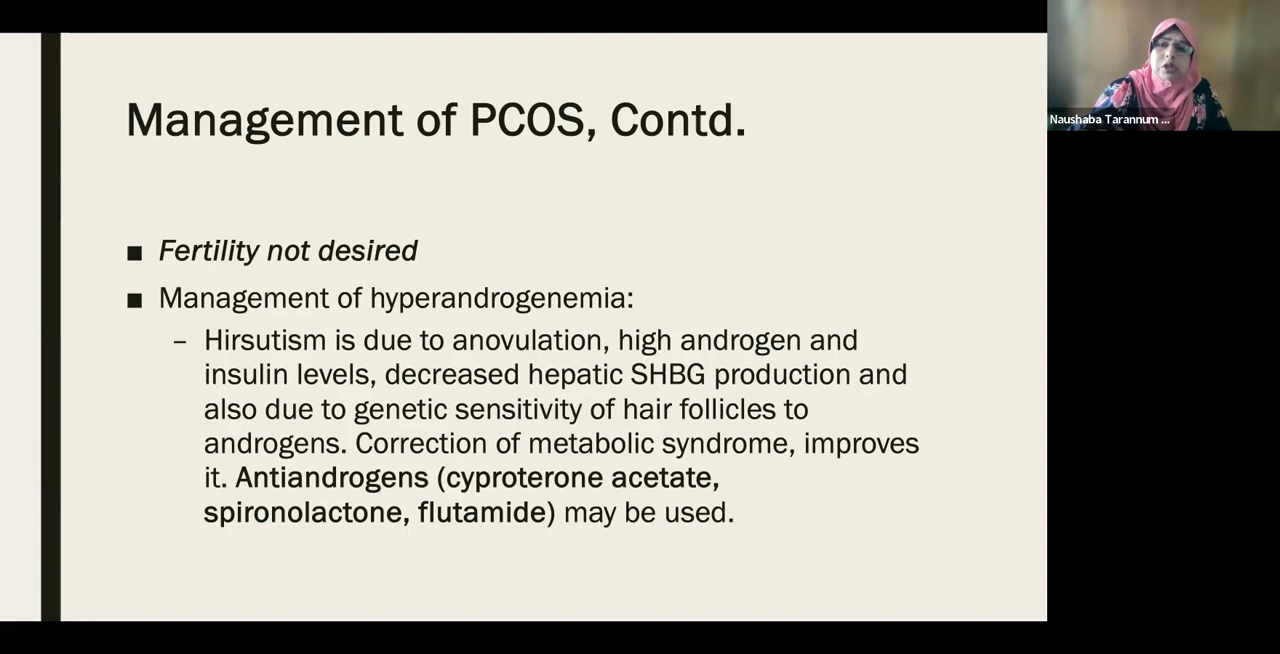 Management of PCOS, Contd.
■ Fertility not desired
■ Management of hyperandrogenemia:
– Hirsutism is due to anovulation, high androgen and
insulin levels, decreased hepatic SHBG production and
also due to genetic sensitivity of hair follicles to
androgens. Correction of metabolic syndrome, improves
it. Antiandrogens (cyproterone acetate,
spironolactone, flutamide) may be used.
Naushaba Tarannum ...